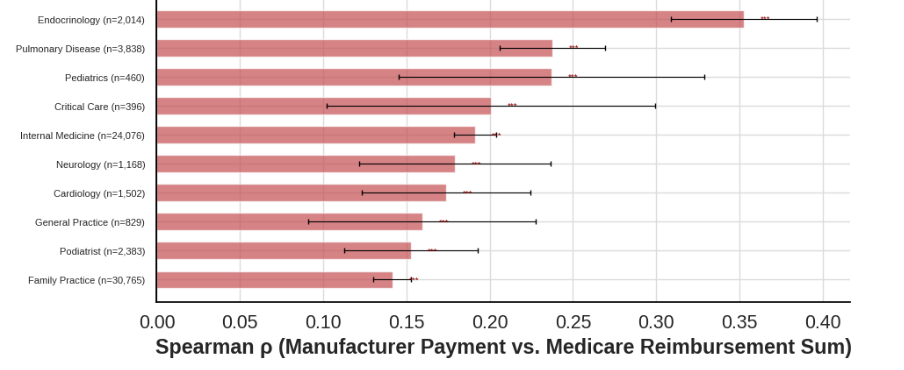 Endocrinology (n=2,014)
***
Pulmonary Disease (n=3,838)
***
Pediatrics (n=460)
***
Critical Care (n=396)
***
Internal Medicine (n=24,076)
***
Neurology (n=1,168)
***
Cardiology (n=1,502)
***
General Practice (n=829)
***
Podiatrist (n=2,383)
***
Family Practice (n=30,765)
***
0.00 0.05 0.10 0.15 0.20 0.25 0.30 0.35 0.40
Spearman ρ (Manufacturer Payment vs. Medicare Reimbursement Sum)